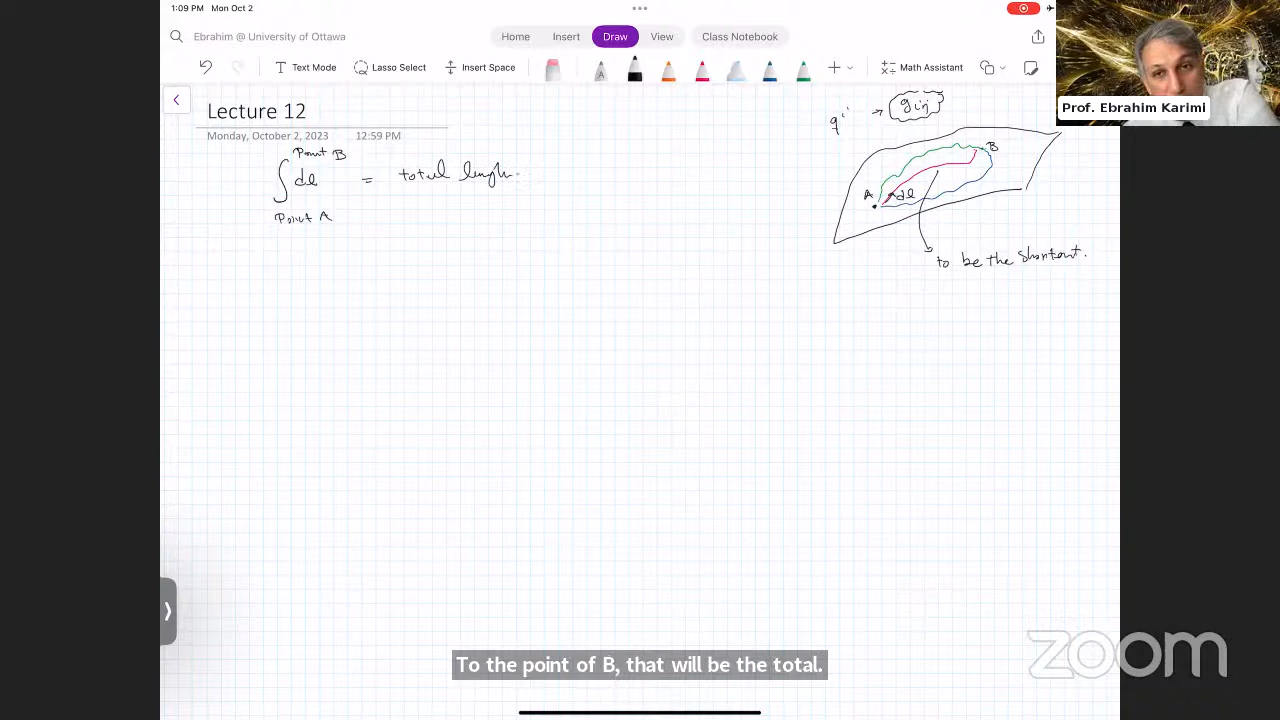 1:09 PM Mon Oct 2
Ebrahim @ University of Ottawa
Home Insert Draw View Class Notebook
Text Mode Lasso Select Insert Space Math Assistant
Prof. Ebrahim Karimi
Lecture 12
Monday, October 2, 2023 12:59 PM
q^i → g_ij
Point B
∫ dl = total length.
Point A
B
A dl
to be the shortest.
To the point of B, that will be the total.
zoom